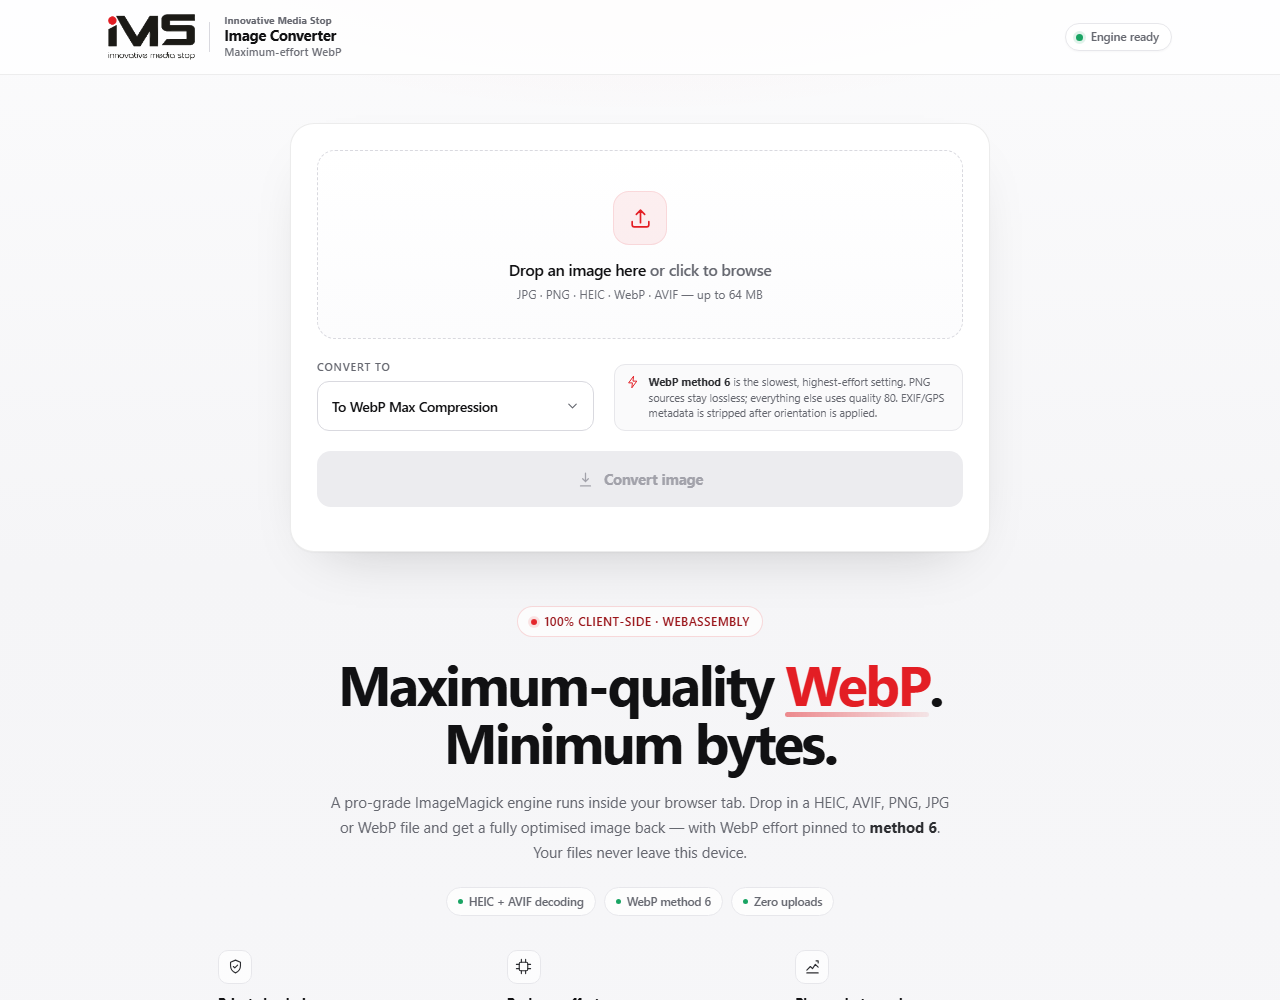 iMS
innovative media stop
Innovative Media Stop
Image Converter
Maximum-effort WebP
Engine ready
Drop an image here or click to browse
JPG · PNG · HEIC · WebP · AVIF — up to 64 MB
CONVERT TO
To WebP Max Compression
WebP method 6 is the slowest, highest-effort setting. PNG
sources stay lossless; everything else uses quality 80. EXIF/GPS
metadata is stripped after orientation is applied.
Convert image
100% CLIENT-SIDE · WEBASSEMBLY
Maximum-quality WebP.
Minimum bytes.
A pro-grade ImageMagick engine runs inside your browser tab. Drop in a HEIC, AVIF, PNG, JPG
or WebP file and get a fully optimised image back — with WebP effort pinned to method 6.
Your files never leave this device.
HEIC + AVIF decoding
WebP method 6
Zero uploads